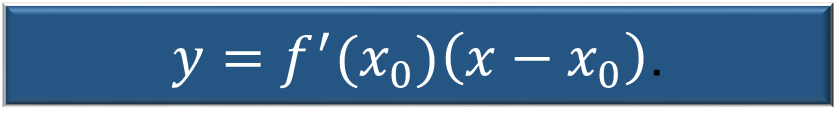 y = f′(x₀)(x − x₀).